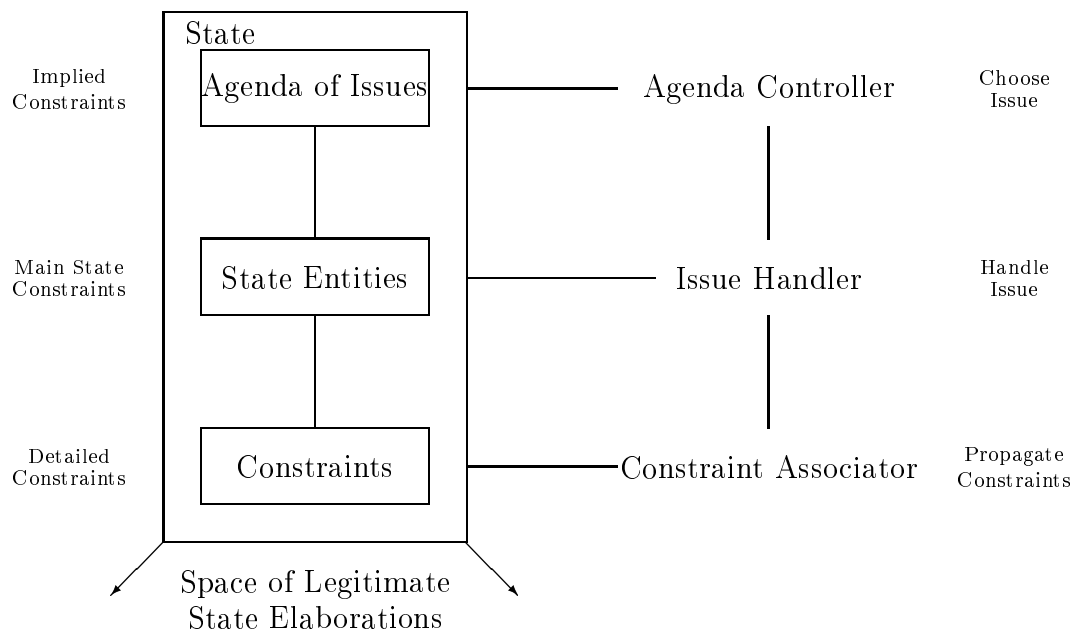 State
Implied
Constraints
Agenda of Issues
Agenda Controller
Choose
Issue
Main State
Constraints
State Entities
Issue Handler
Handle
Issue
Detailed
Constraints
Constraints
Constraint Associator
Propagate
Constraints
Space of Legitimate
State Elaborations